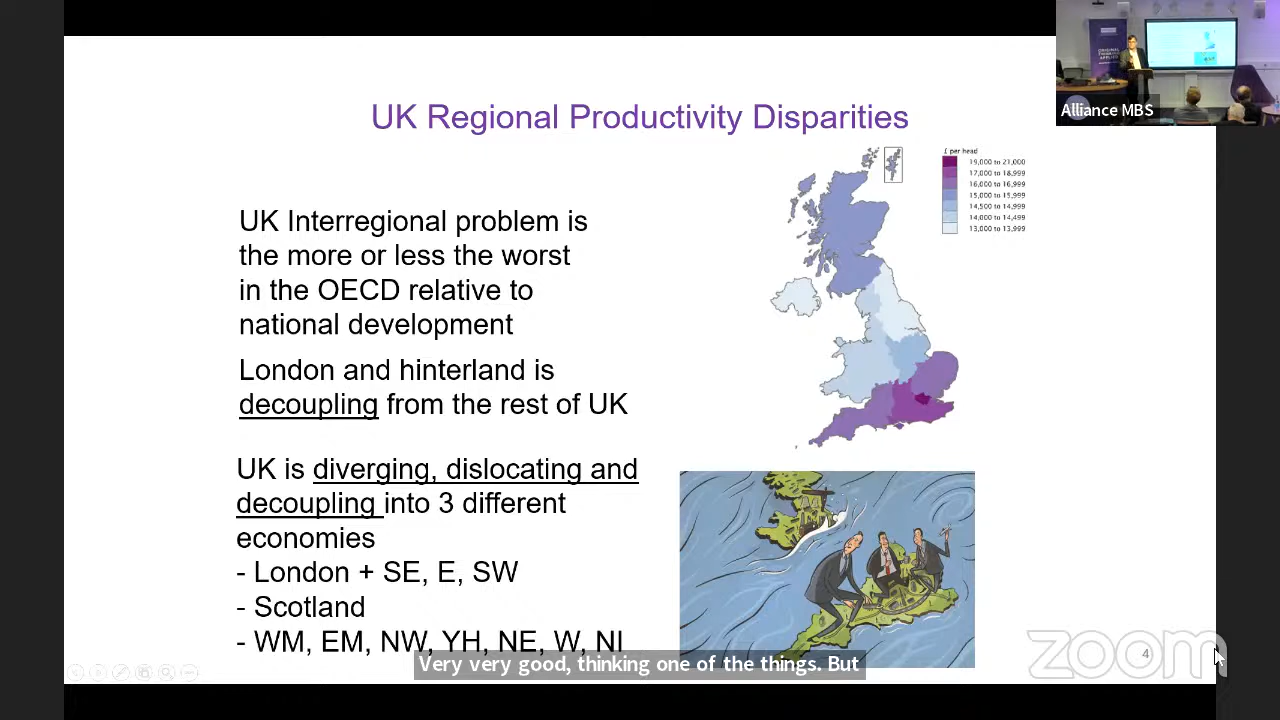 Alliance MBS
UK Regional Productivity Disparities
UK Interregional problem is
the more or less the worst
in the OECD relative to
national development
London and hinterland is
decoupling from the rest of UK
UK is diverging, dislocating and
decoupling into 3 different
economies
- London + SE, E, SW
- Scotland
- WM, EM, NW, YH, NE, W, NI
£ per head
19,000 to 21,000
17,000 to 18,999
16,000 to 16,999
15,000 to 15,999
14,500 to 14,999
14,000 to 14,499
13,000 to 13,999
Very very good, thinking one of the things. But
zoom
4